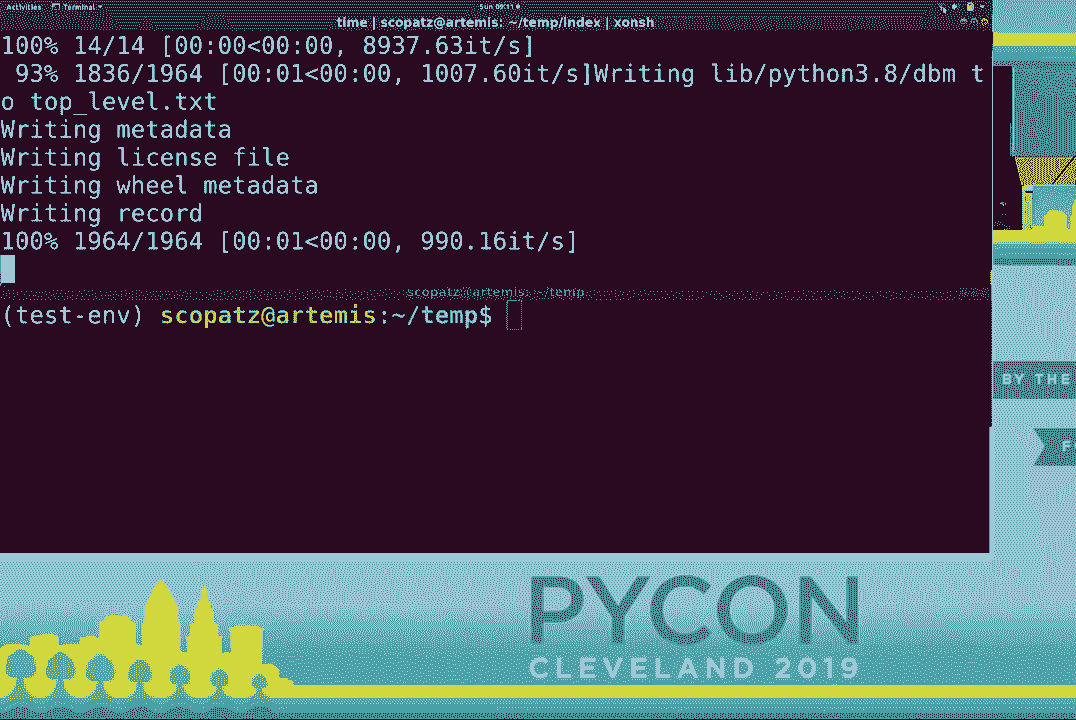 Activities Terminal Sun 09:11
time | scopatz@artemis: ~/temp/index | xonsh
100% 14/14 [00:00<00:00, 8937.63it/s]
93% 1836/1964 [00:01<00:00, 1007.60it/s]Writing lib/python3.8/dbm t
o top_level.txt
Writing metadata
Writing license file
Writing wheel metadata
Writing record
100% 1964/1964 [00:01<00:00, 990.16it/s]
scopatz@artemis: ~/temp
(test-env) scopatz@artemis:~/temp$
BY THE
PYCON
CLEVELAND 2019